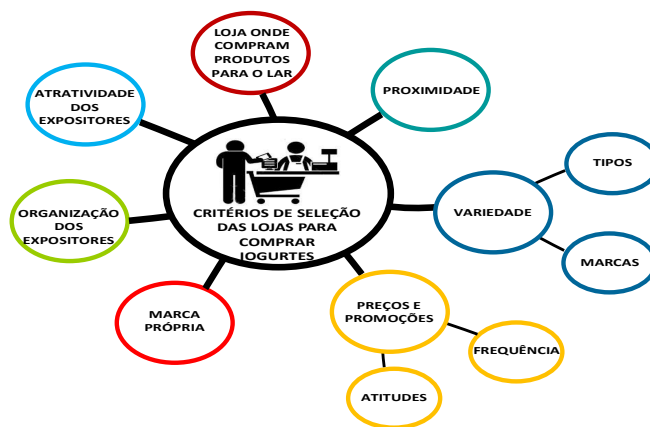 LOJA ONDE
COMPRAM
PRODUTOS
PARA O LAR
ATRATIVIDADE
DOS
EXPOSITORES
PROXIMIDADE
TIPOS
CRITÉRIOS DE SELEÇÃO
DAS LOJAS PARA
COMPRAR
IOGURTES
VARIEDADE
ORGANIZAÇÃO
DOS
EXPOSITORES
MARCAS
MARCA
PRÓPRIA
PREÇOS E
PROMOÇÕES
FREQUÊNCIA
ATITUDES